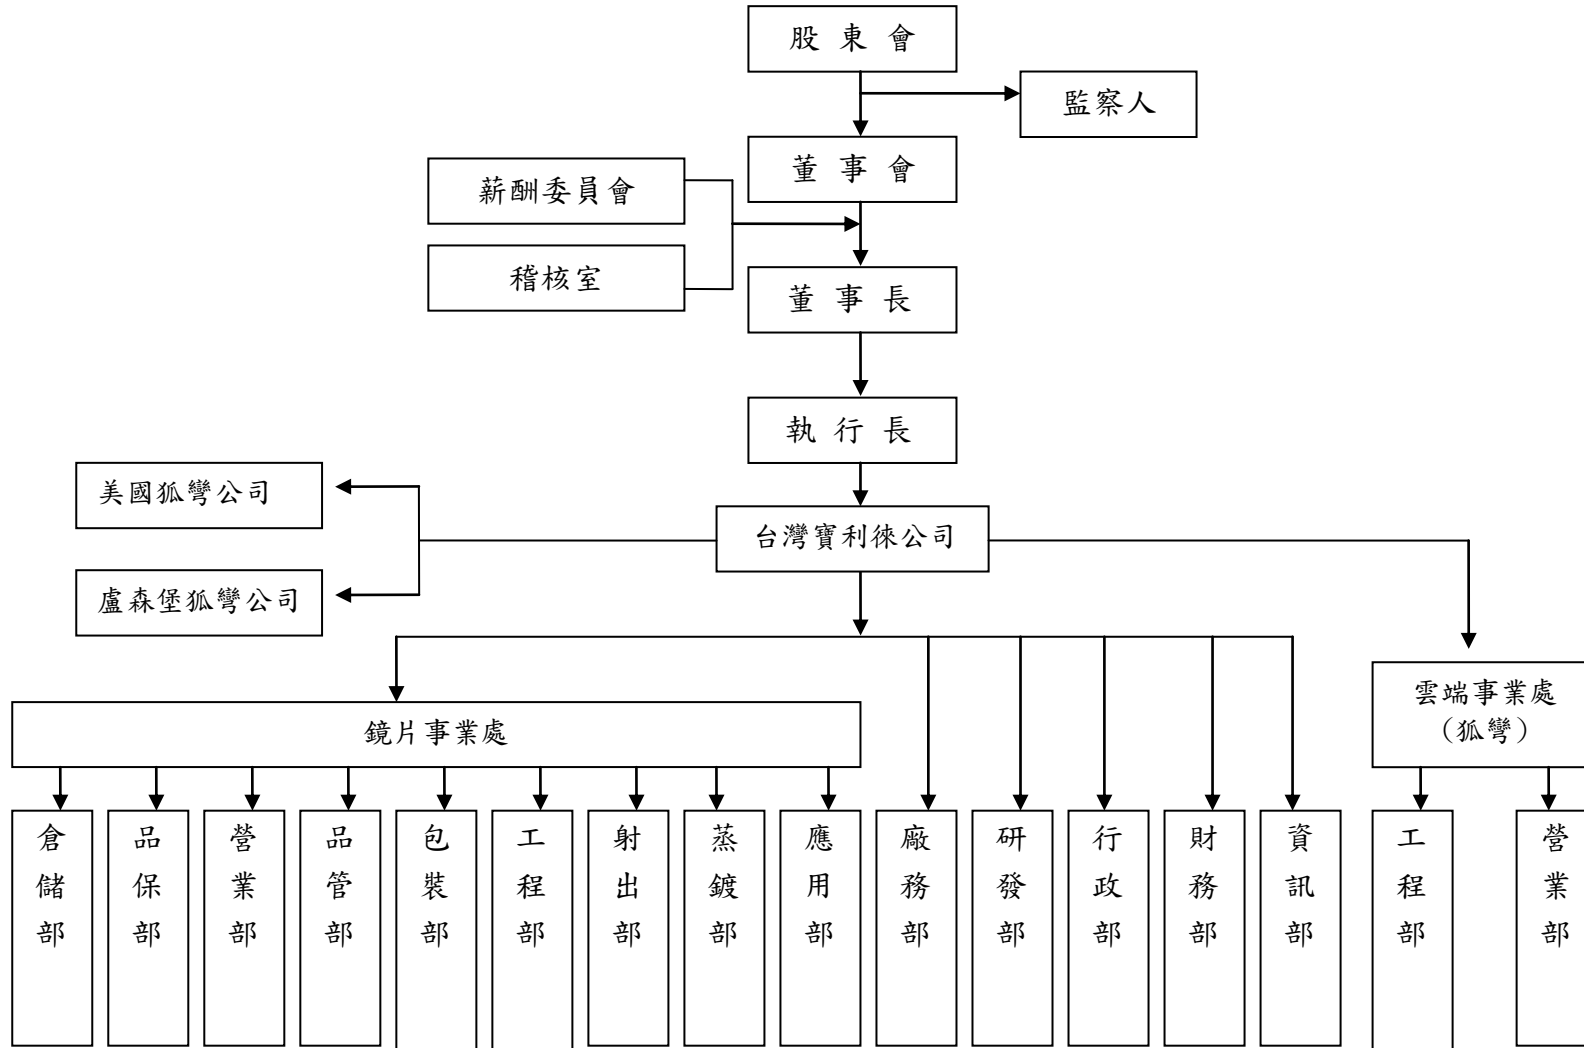 股東會
監察人
董事會
薪酬委員會
稽核室
董事長
執行長
美國狐彎公司
台灣寶利徠公司
盧森堡狐彎公司
鏡片事業處
雲端事業處
（狐彎）
倉儲部
品保部
營業部
品管部
包裝部
工程部
射出部
蒸鍍部
應用部
廠務部
研發部
行政部
財務部
資訊部
工程部
營業部